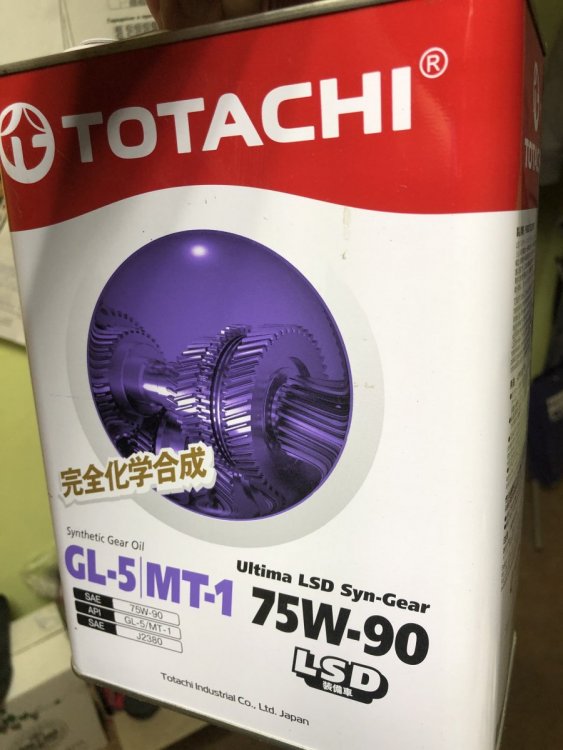 TOTACHI®
完全化学合成
Synthetic Gear Oil
GL-5 MT-1
Ultima LSD Syn-Gear
75W-90
SAE 75W-90
API GL-5/MT-1
SAE J2380
LSD
装備車
Totachi Industrial Co., Ltd. Japan